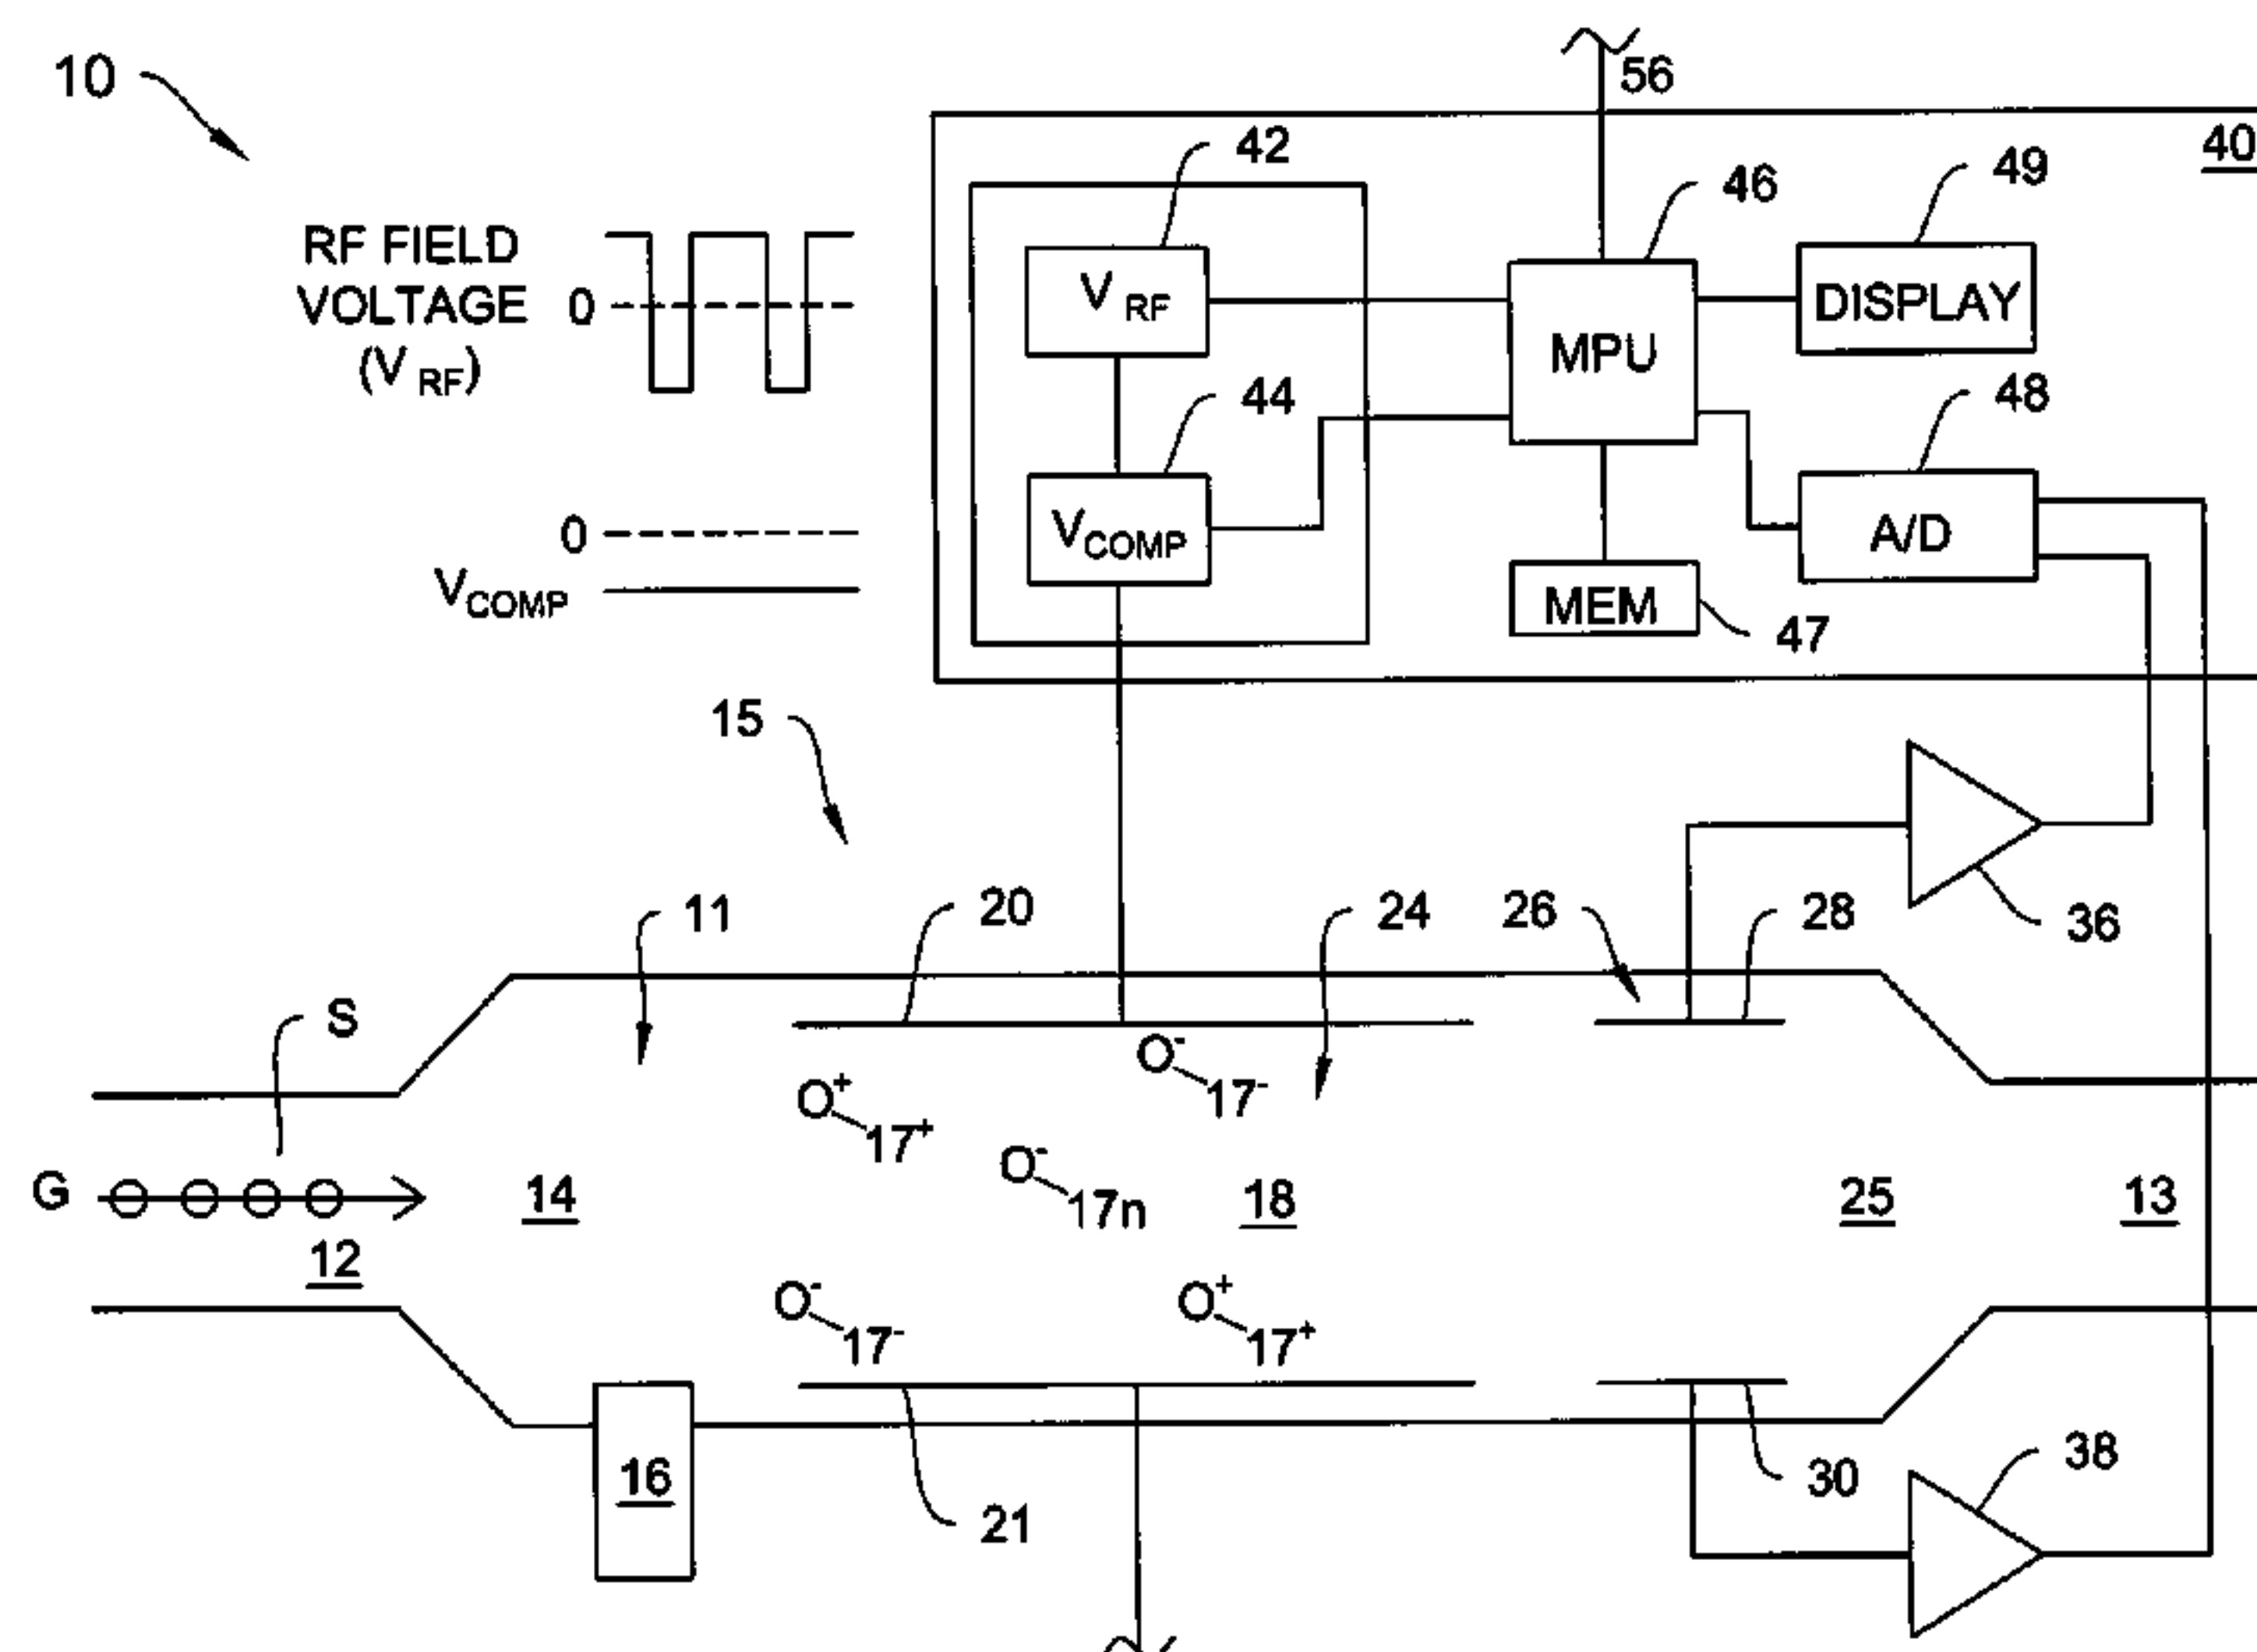 10
56
40
42
49
46
RF FIELD
VOLTAGE 0
(V RF)
V RF
DISPLAY
MPU
44
48
0
V COMP
V COMP
A/D
MEM
47
15
11
20
24
26
28
36
S
O⁻
17⁻
O⁺
17⁺
O⁻
17n
G
14
18
25
13
12
O⁻
17⁻
O⁺
17⁺
16
21
30
38